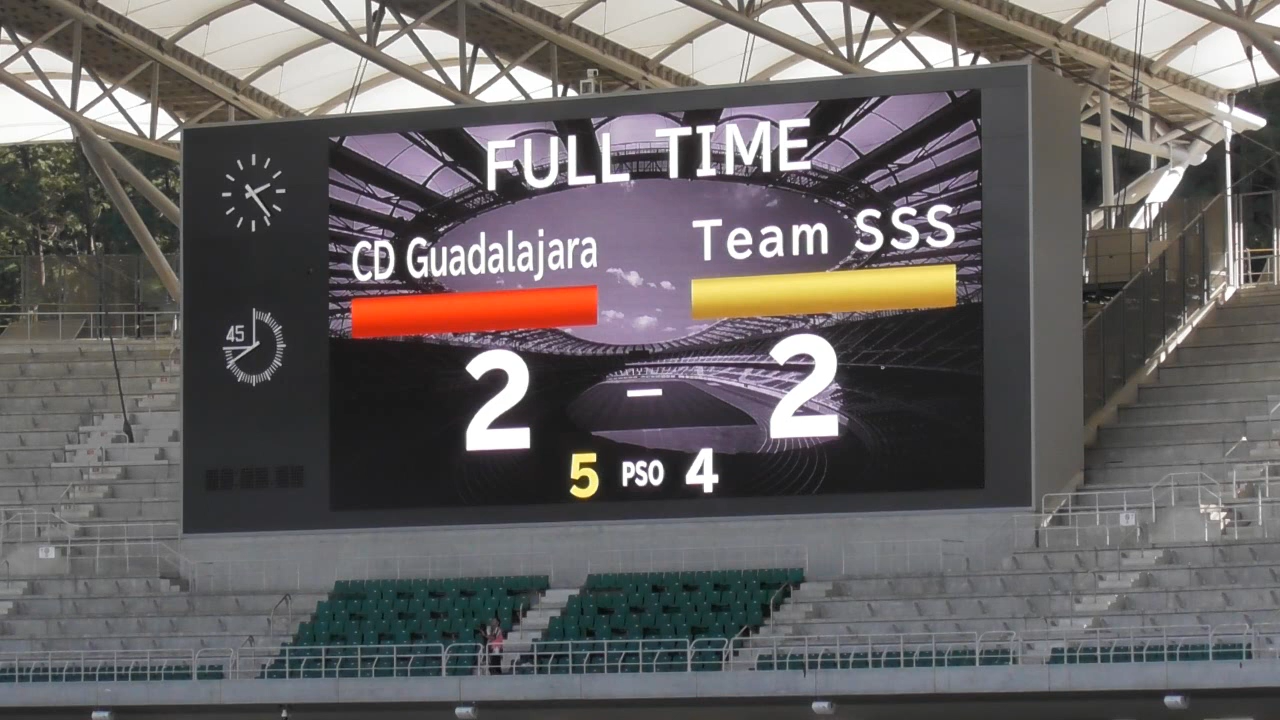 FULL TIME
CD Guadalajara Team SSS
45
2 - 2
5 PSO 4